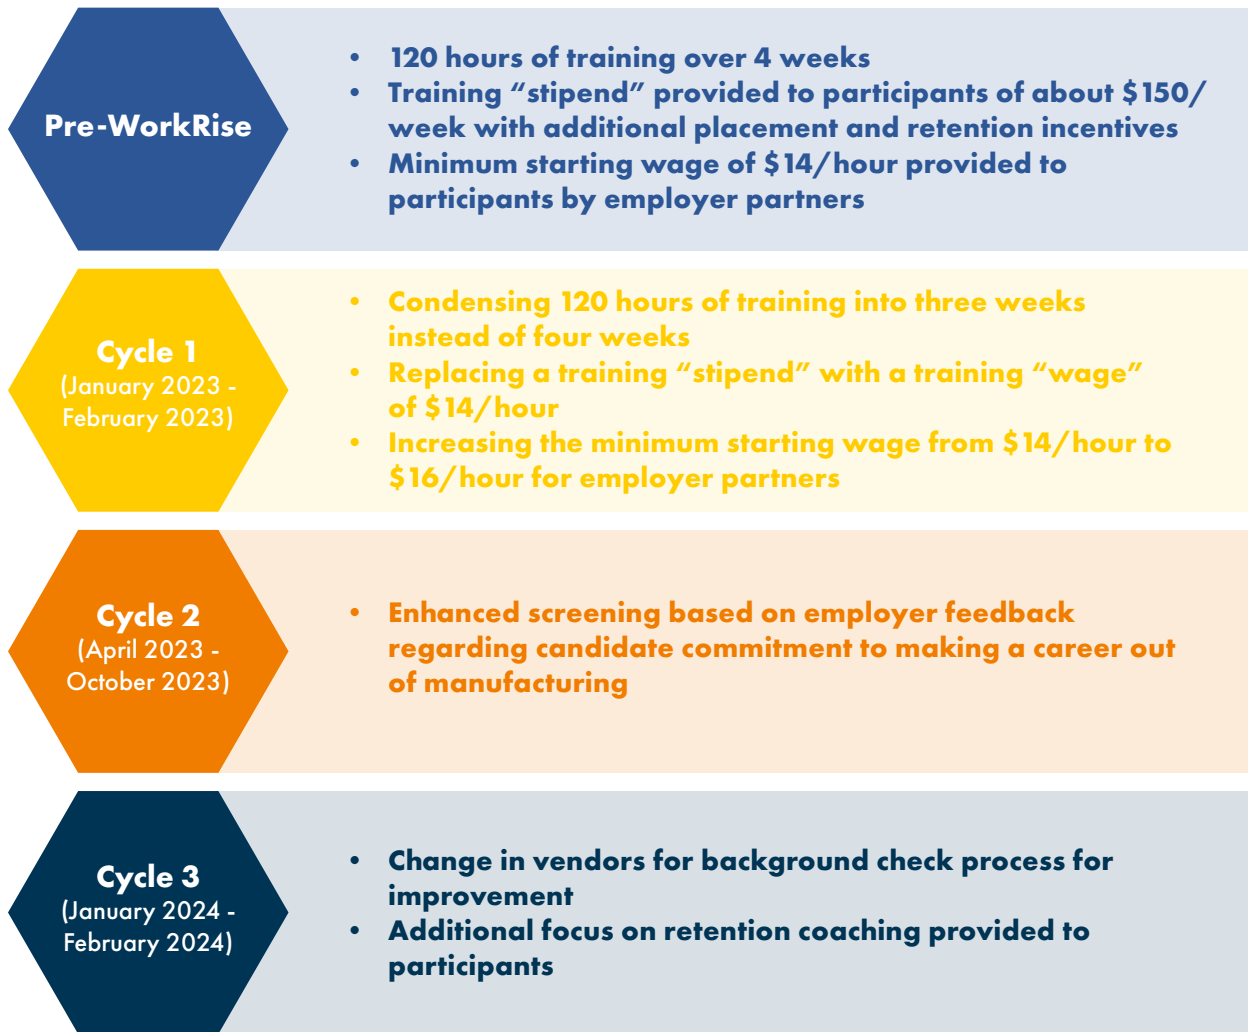 Pre-WorkRise
• 120 hours of training over 4 weeks
• Training “stipend” provided to participants of about $150/
week with additional placement and retention incentives
• Minimum starting wage of $14/hour provided to
participants by employer partners
Cycle 1
(January 2023 -
February 2023)
• Condensing 120 hours of training into three weeks
instead of four weeks
• Replacing a training “stipend” with a training “wage”
of $14/hour
• Increasing the minimum starting wage from $14/hour to
$16/hour for employer partners
Cycle 2
(April 2023 -
October 2023)
• Enhanced screening based on employer feedback
regarding candidate commitment to making a career out
of manufacturing
Cycle 3
(January 2024 -
February 2024)
• Change in vendors for background check process for
improvement
• Additional focus on retention coaching provided to
participants